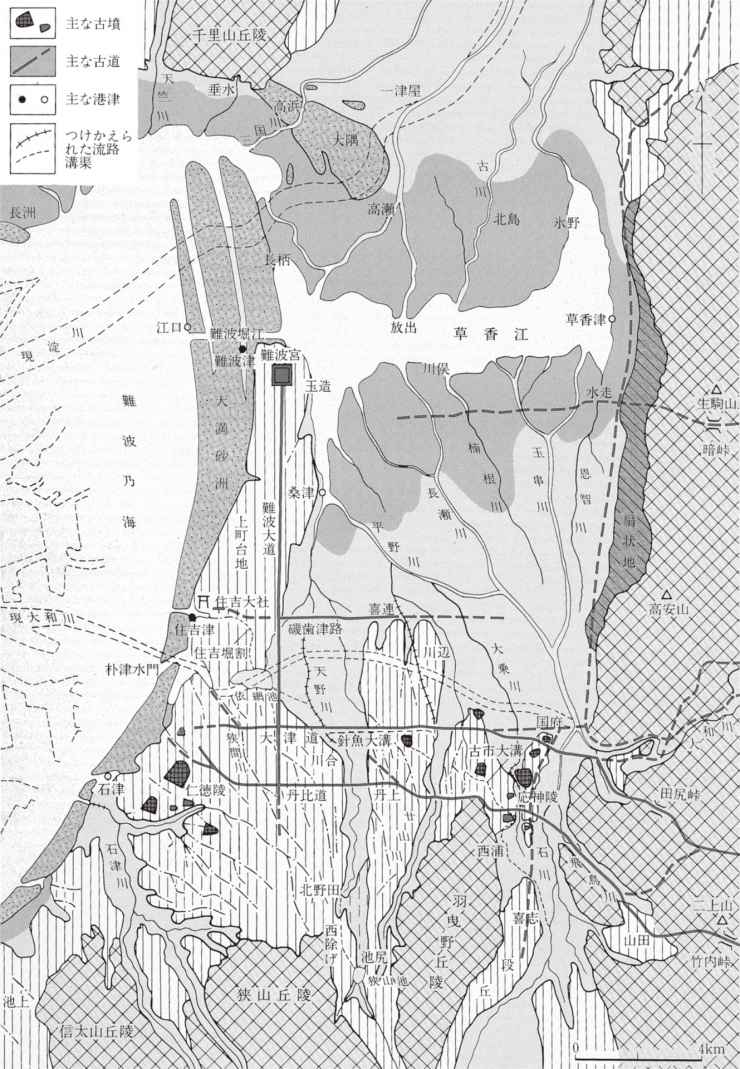 主な古墳
主な古道
主な港津
つけかえら
れた流路
溝渠
千里山丘陵
天竺川
垂水
高浜
一津屋
三国川
大隅
古川
長洲
高瀬
北島
氷野
長柄
江口
難波堀江
放出
草香江
草香津
現淀川
難波津
難波宮
玉造
川俣
水走
生駒山
暗峠
難波乃海
天満砂洲
楠根川
玉串川
恩智川
桑津
長瀬川
扇状地
難波大道
上町台地
平野川
高安山
現大和川
住吉大社
喜連
住吉津
磯歯津路
住吉堀割
川辺
大乗川
朴津水門
天野川
依網池
狭間
大津道
針魚大溝
国府
大和川
川合
古市大溝
石津
仁徳陵
丹比道
丹上
応神陵
田尻峠
廿山川
西浦
石川
飛鳥川
石津川
北野田
羽曳野丘陵
喜志
二上山
西除げ
山田
竹内峠
池尻
狭山池
段丘
池上
狭山丘陵
信太山丘陵
N
0
4km